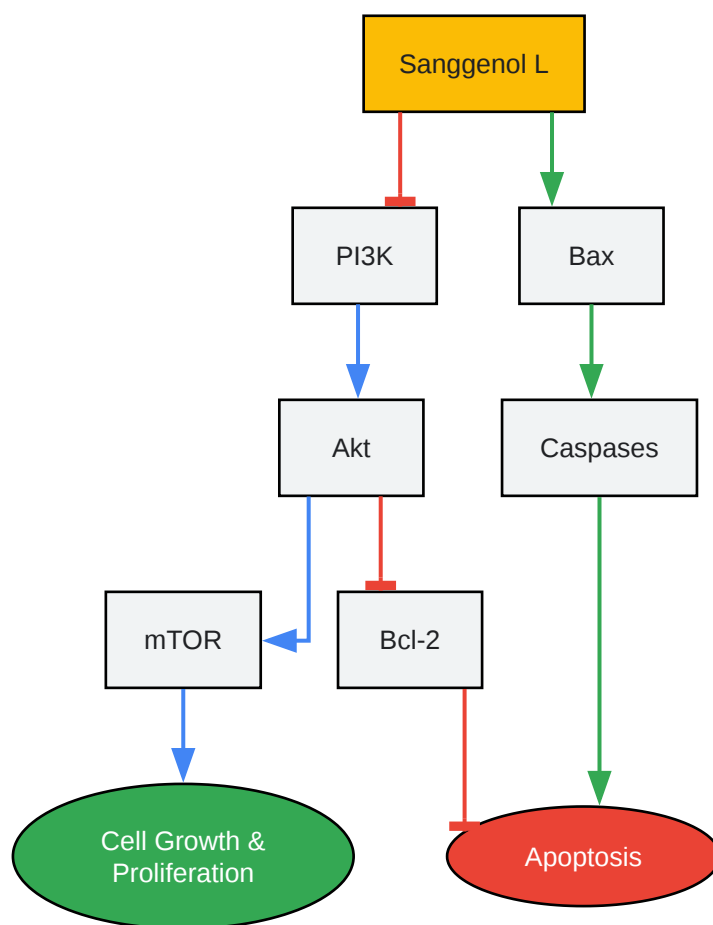 Sanggenol L
PI3K
Bax
Akt
Caspases
mTOR
Bcl-2
Cell Growth &
Proliferation
Apoptosis